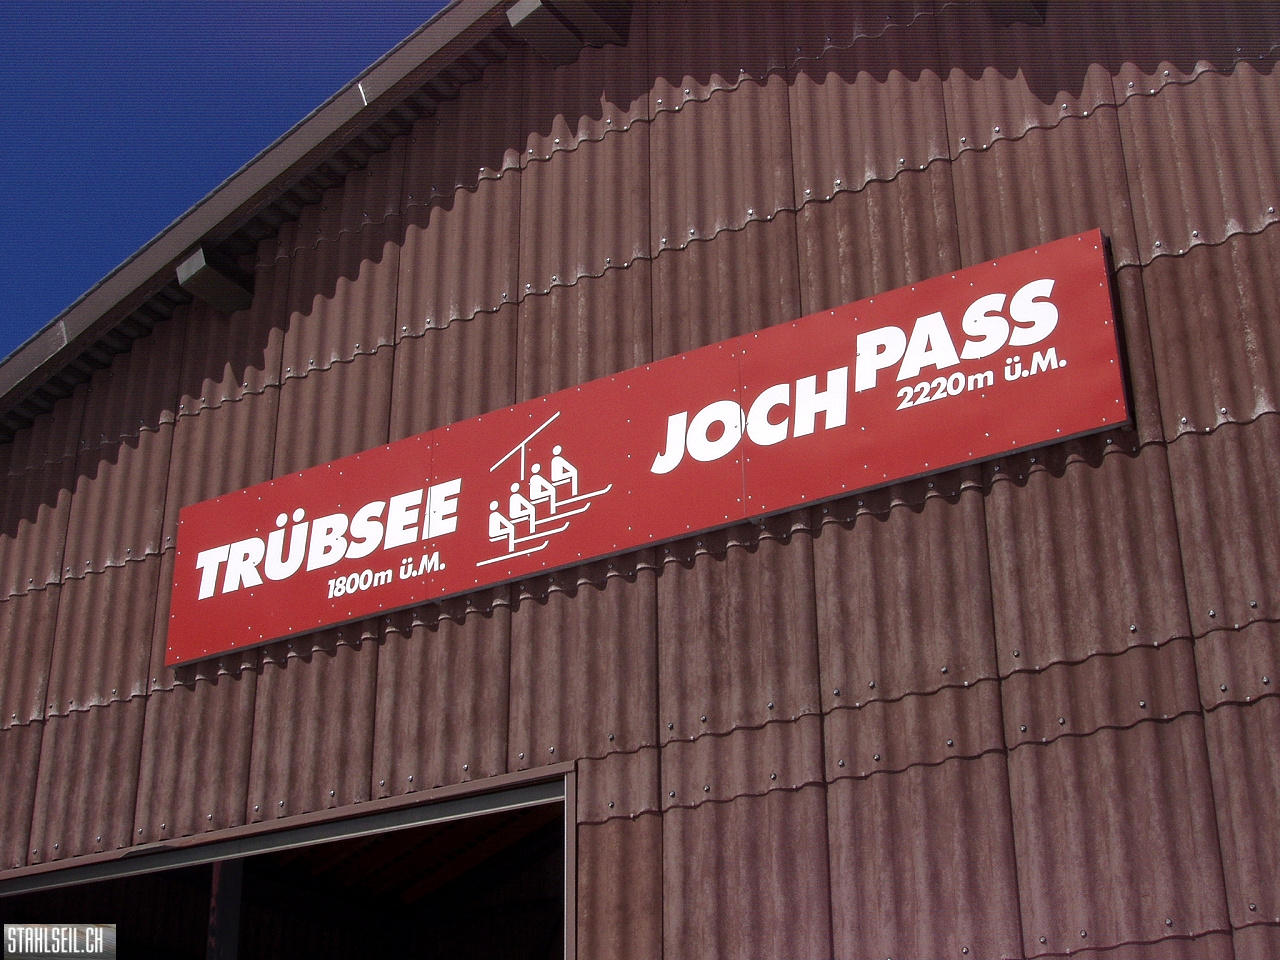 TRÜBSEE
1800m ü.M.
JOCHPASS
2220m ü.M.
STAHLSEIL.CH